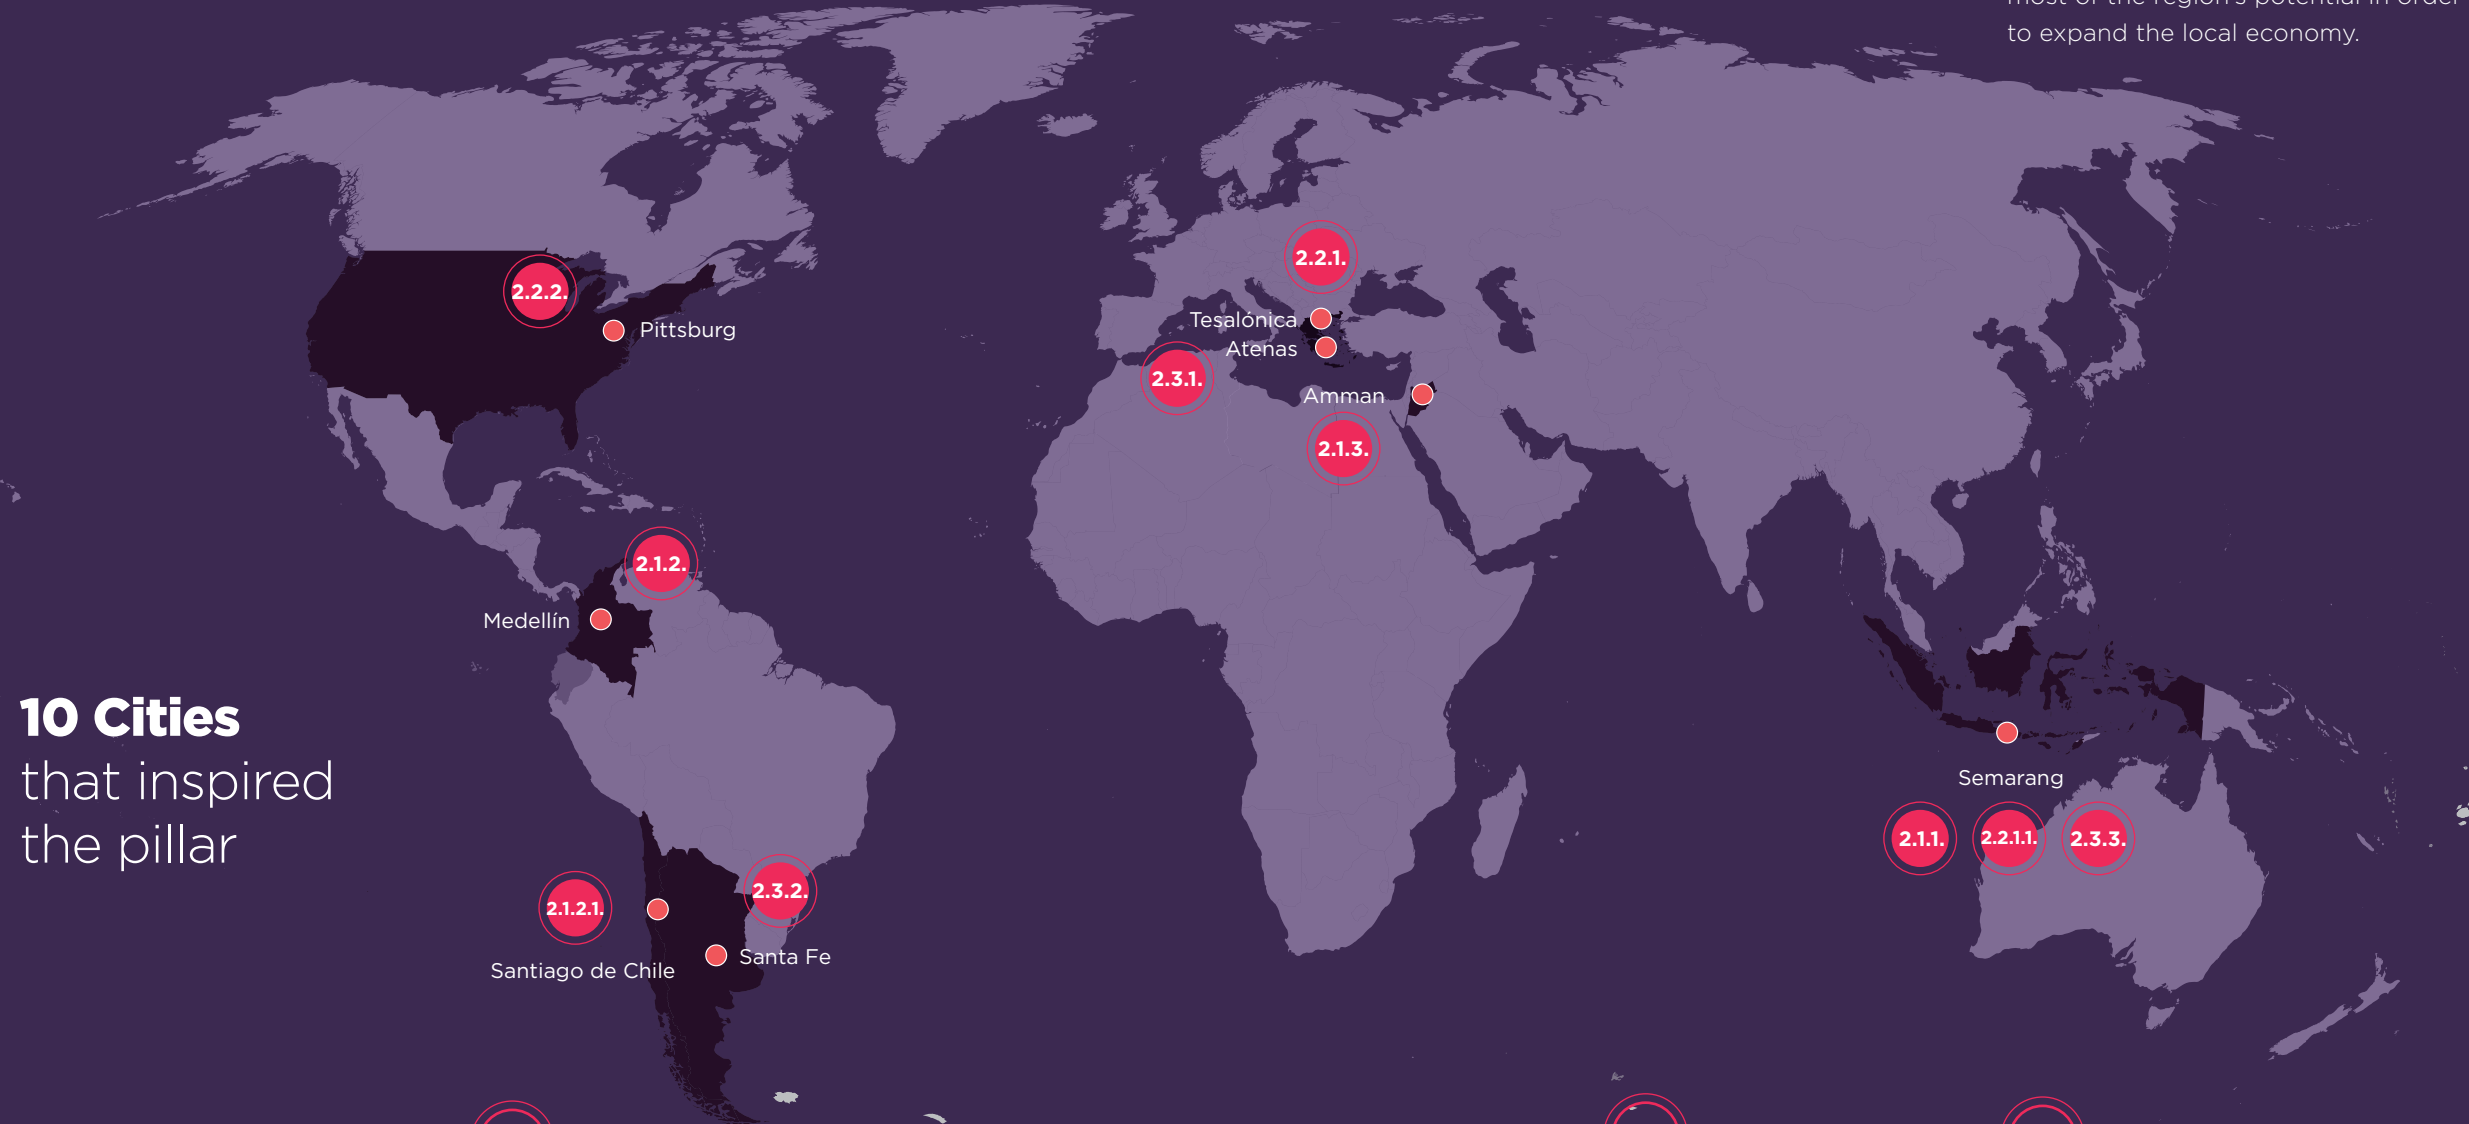 to expand the local economy.
2.2.1.
2.2.2.
Tesalónica
Pittsburg
Atenas
2.3.1.
Amman
2.1.3.
2.1.2.
Medellín
10 Cities
that inspired
the pillar
Semarang
2.1.1.
2.2.1.1.
2.3.3.
2.3.2.
2.1.2.1.
Santa Fe
Santiago de Chile